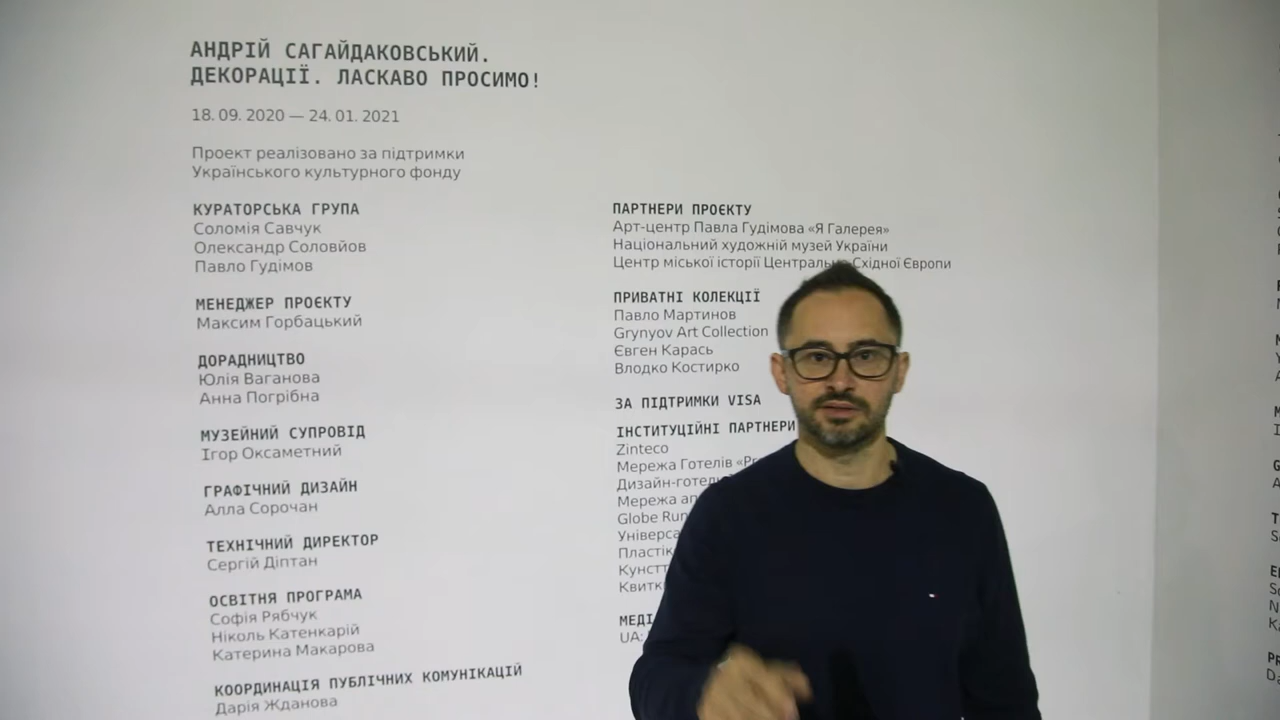 АНДРІЙ САГАЙДАКОВСЬКИЙ.
ДЕКОРАЦІЇ. ЛАСКАВО ПРОСИМО!
18. 09. 2020 — 24. 01. 2021
Проект реалізовано за підтримки
Українського культурного фонду
КУРАТОРСЬКА ГРУПА
Соломія Савчук
Олександр Соловйов
Павло Гудімов
МЕНЕДЖЕР ПРОЄКТУ
Максим Горбацький
ДОРАДНИЦТВО
Юлія Ваганова
Анна Погрібна
МУЗЕЙНИЙ СУПРОВІД
Ігор Оксаметний
ГРАФІЧНИЙ ДИЗАЙН
Алла Сорочан
ТЕХНІЧНИЙ ДИРЕКТОР
Сергій Діптан
ОСВІТНЯ ПРОГРАМА
Софія Рябчук
Ніколь Катенкарій
Катерина Макарова
КООРДИНАЦІЯ ПУБЛІЧНИХ КОМУНІКАЦІЙ
Дарія Жданова
ПАРТНЕРИ ПРОЄКТУ
Арт-центр Павла Гудімова «Я Галерея»
Національний художній музей України
Центр міської історії Східної Європи
ПРИВАТНІ КОЛЕКЦІЇ
Павло Мартинов
Grynyov Art Collection
Євген Карась
Влодко Костирко
ЗА ПІДТРИМКИ VISA
ІНСТИТУЦІЙНІ ПАРТНЕРИ
Zinteco
Мережа Готелів
Мережа
Globe
UA: